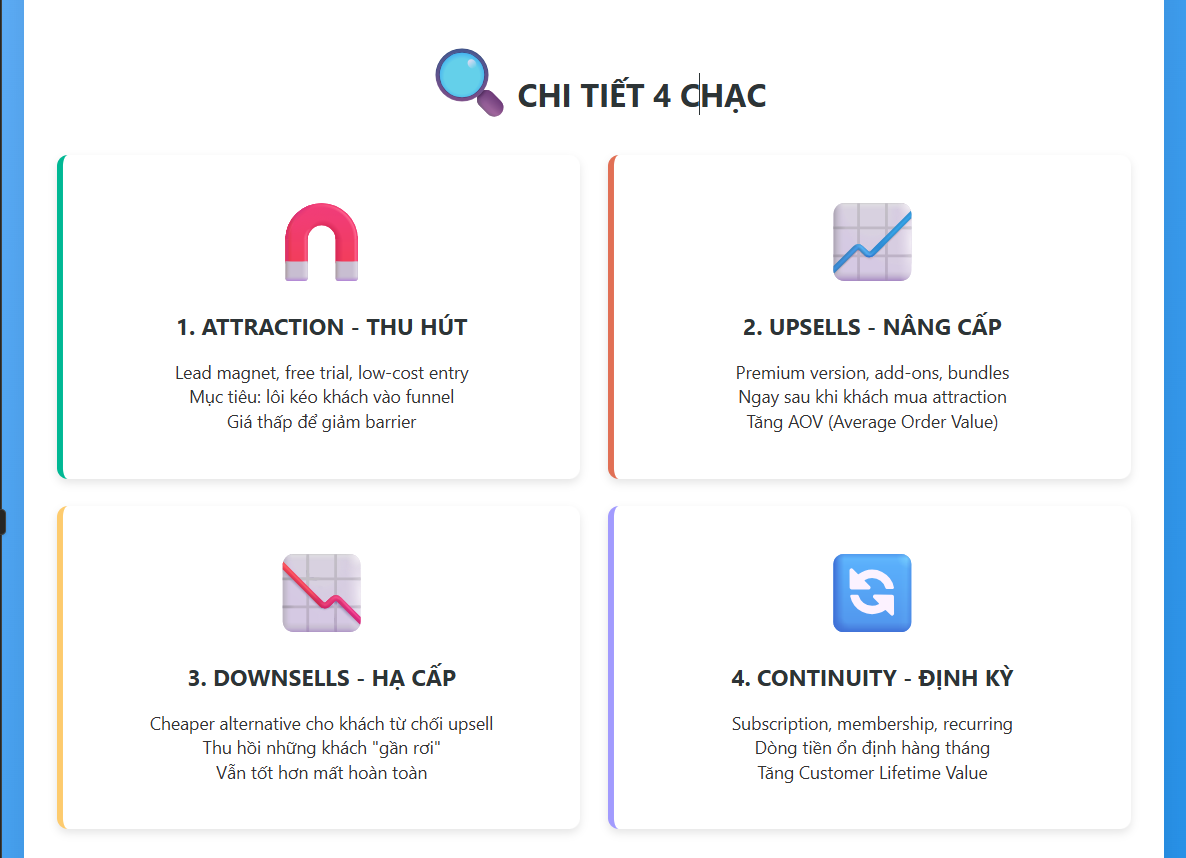 CHI TIẾT 4 CHẠC
1. ATTRACTION - THU HÚT
Lead magnet, free trial, low-cost entry
Mục tiêu: lôi kéo khách vào funnel
Giá thấp để giảm barrier
2. UPSELLS - NÂNG CẤP
Premium version, add-ons, bundles
Ngay sau khi khách mua attraction
Tăng AOV (Average Order Value)
3. DOWNSELLS - HẠ CẤP
Cheaper alternative cho khách từ chối upsell
Thu hồi những khách "gần rơi"
Vẫn tốt hơn mất hoàn toàn
4. CONTINUITY - ĐỊNH KỲ
Subscription, membership, recurring
Dòng tiền ổn định hàng tháng
Tăng Customer Lifetime Value